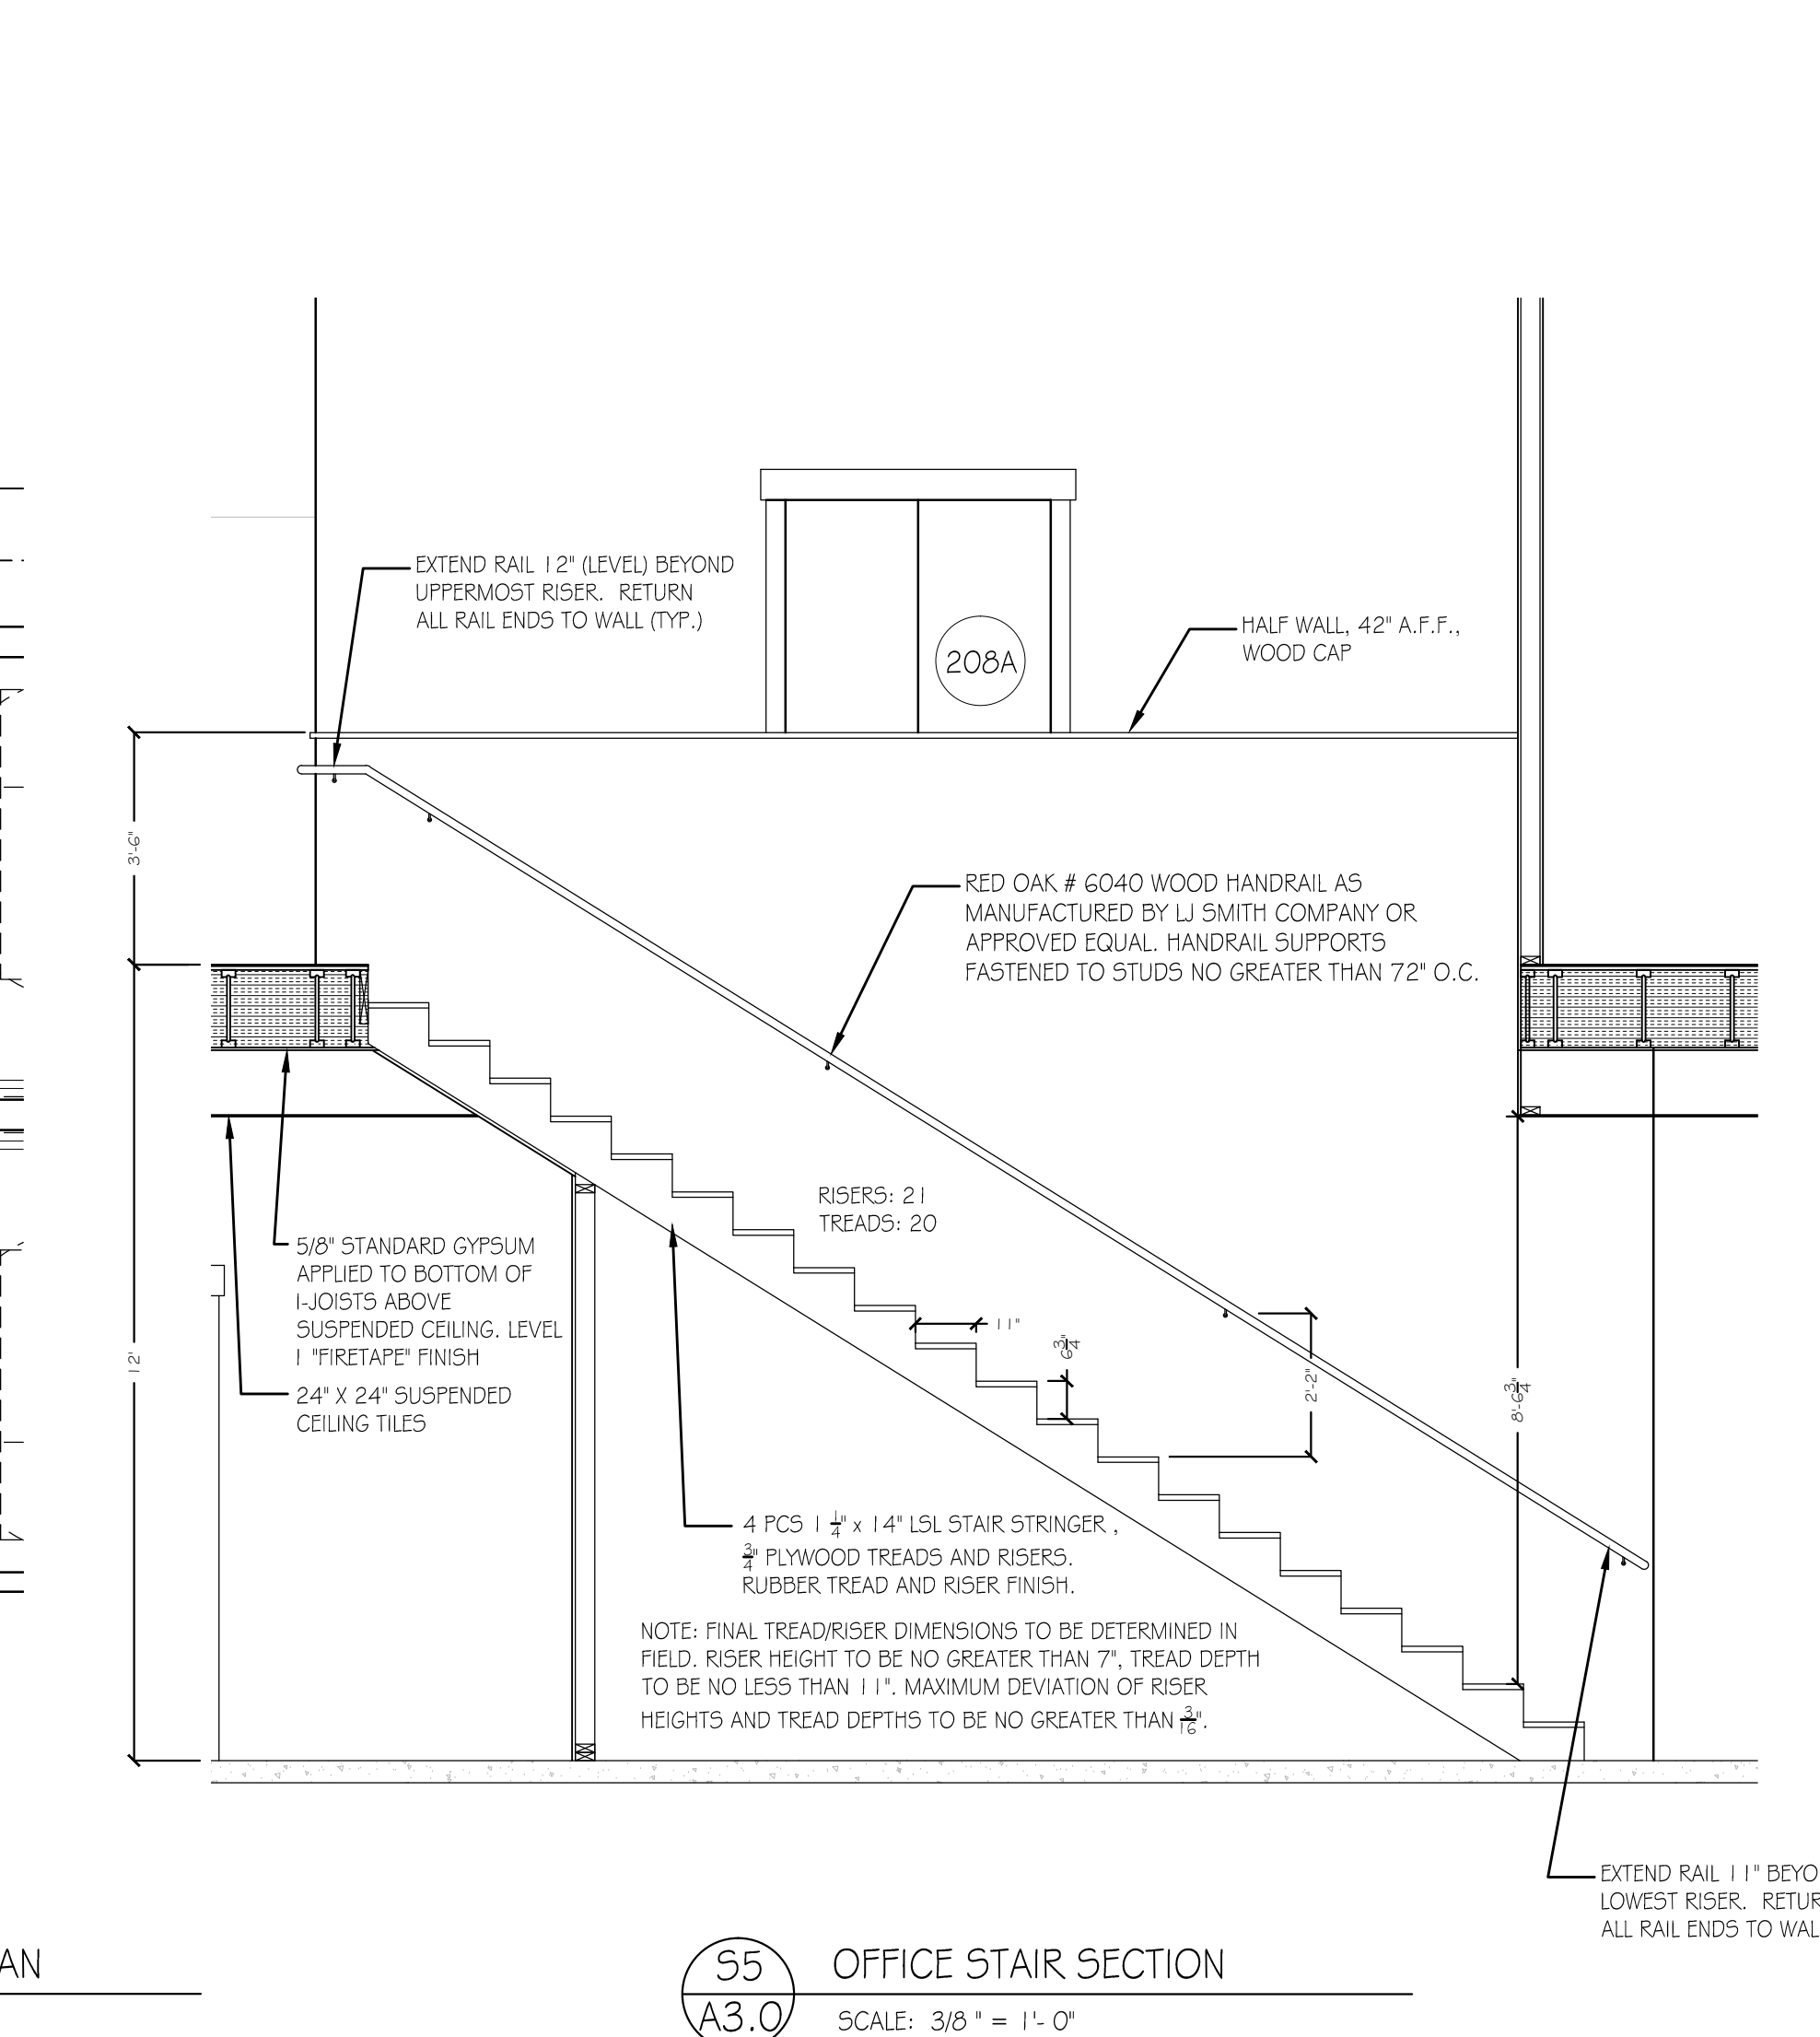 EXTEND RAIL 12" (LEVEL) BEYOND
UPPERMOST RISER. RETURN
ALL RAIL ENDS TO WALL (TYP.)
208A
HALF WALL, 42" A.F.F.,
WOOD CAP
3'-6"
RED OAK # 6040 WOOD HANDRAIL AS
MANUFACTURED BY LJ SMITH COMPANY OR
APPROVED EQUAL. HANDRAIL SUPPORTS
FASTENED TO STUDS NO GREATER THAN 72" O.C.
RISERS: 21
TREADS: 20
5/8" STANDARD GYPSUM
APPLIED TO BOTTOM OF
I-JOISTS ABOVE
SUSPENDED CEILING. LEVEL
1 "FIRETAPE" FINISH
24" X 24" SUSPENDED
CEILING TILES
12'
11"
6 3/4"
2'-2"
8'-6 3/4"
4 PCS 1 1/4" x 14" LSL STAIR STRINGER ,
3/4" PLYWOOD TREADS AND RISERS.
RUBBER TREAD AND RISER FINISH.
NOTE: FINAL TREAD/RISER DIMENSIONS TO BE DETERMINED IN
FIELD. RISER HEIGHT TO BE NO GREATER THAN 7", TREAD DEPTH
TO BE NO LESS THAN 11". MAXIMUM DEVIATION OF RISER
HEIGHTS AND TREAD DEPTHS TO BE NO GREATER THAN 3/16".
EXTEND RAIL 11" BEYO
LOWEST RISER. RETUR
ALL RAIL ENDS TO WAL
AN
S5
A3.0
OFFICE STAIR SECTION
SCALE: 3/8 " = 1'- 0"